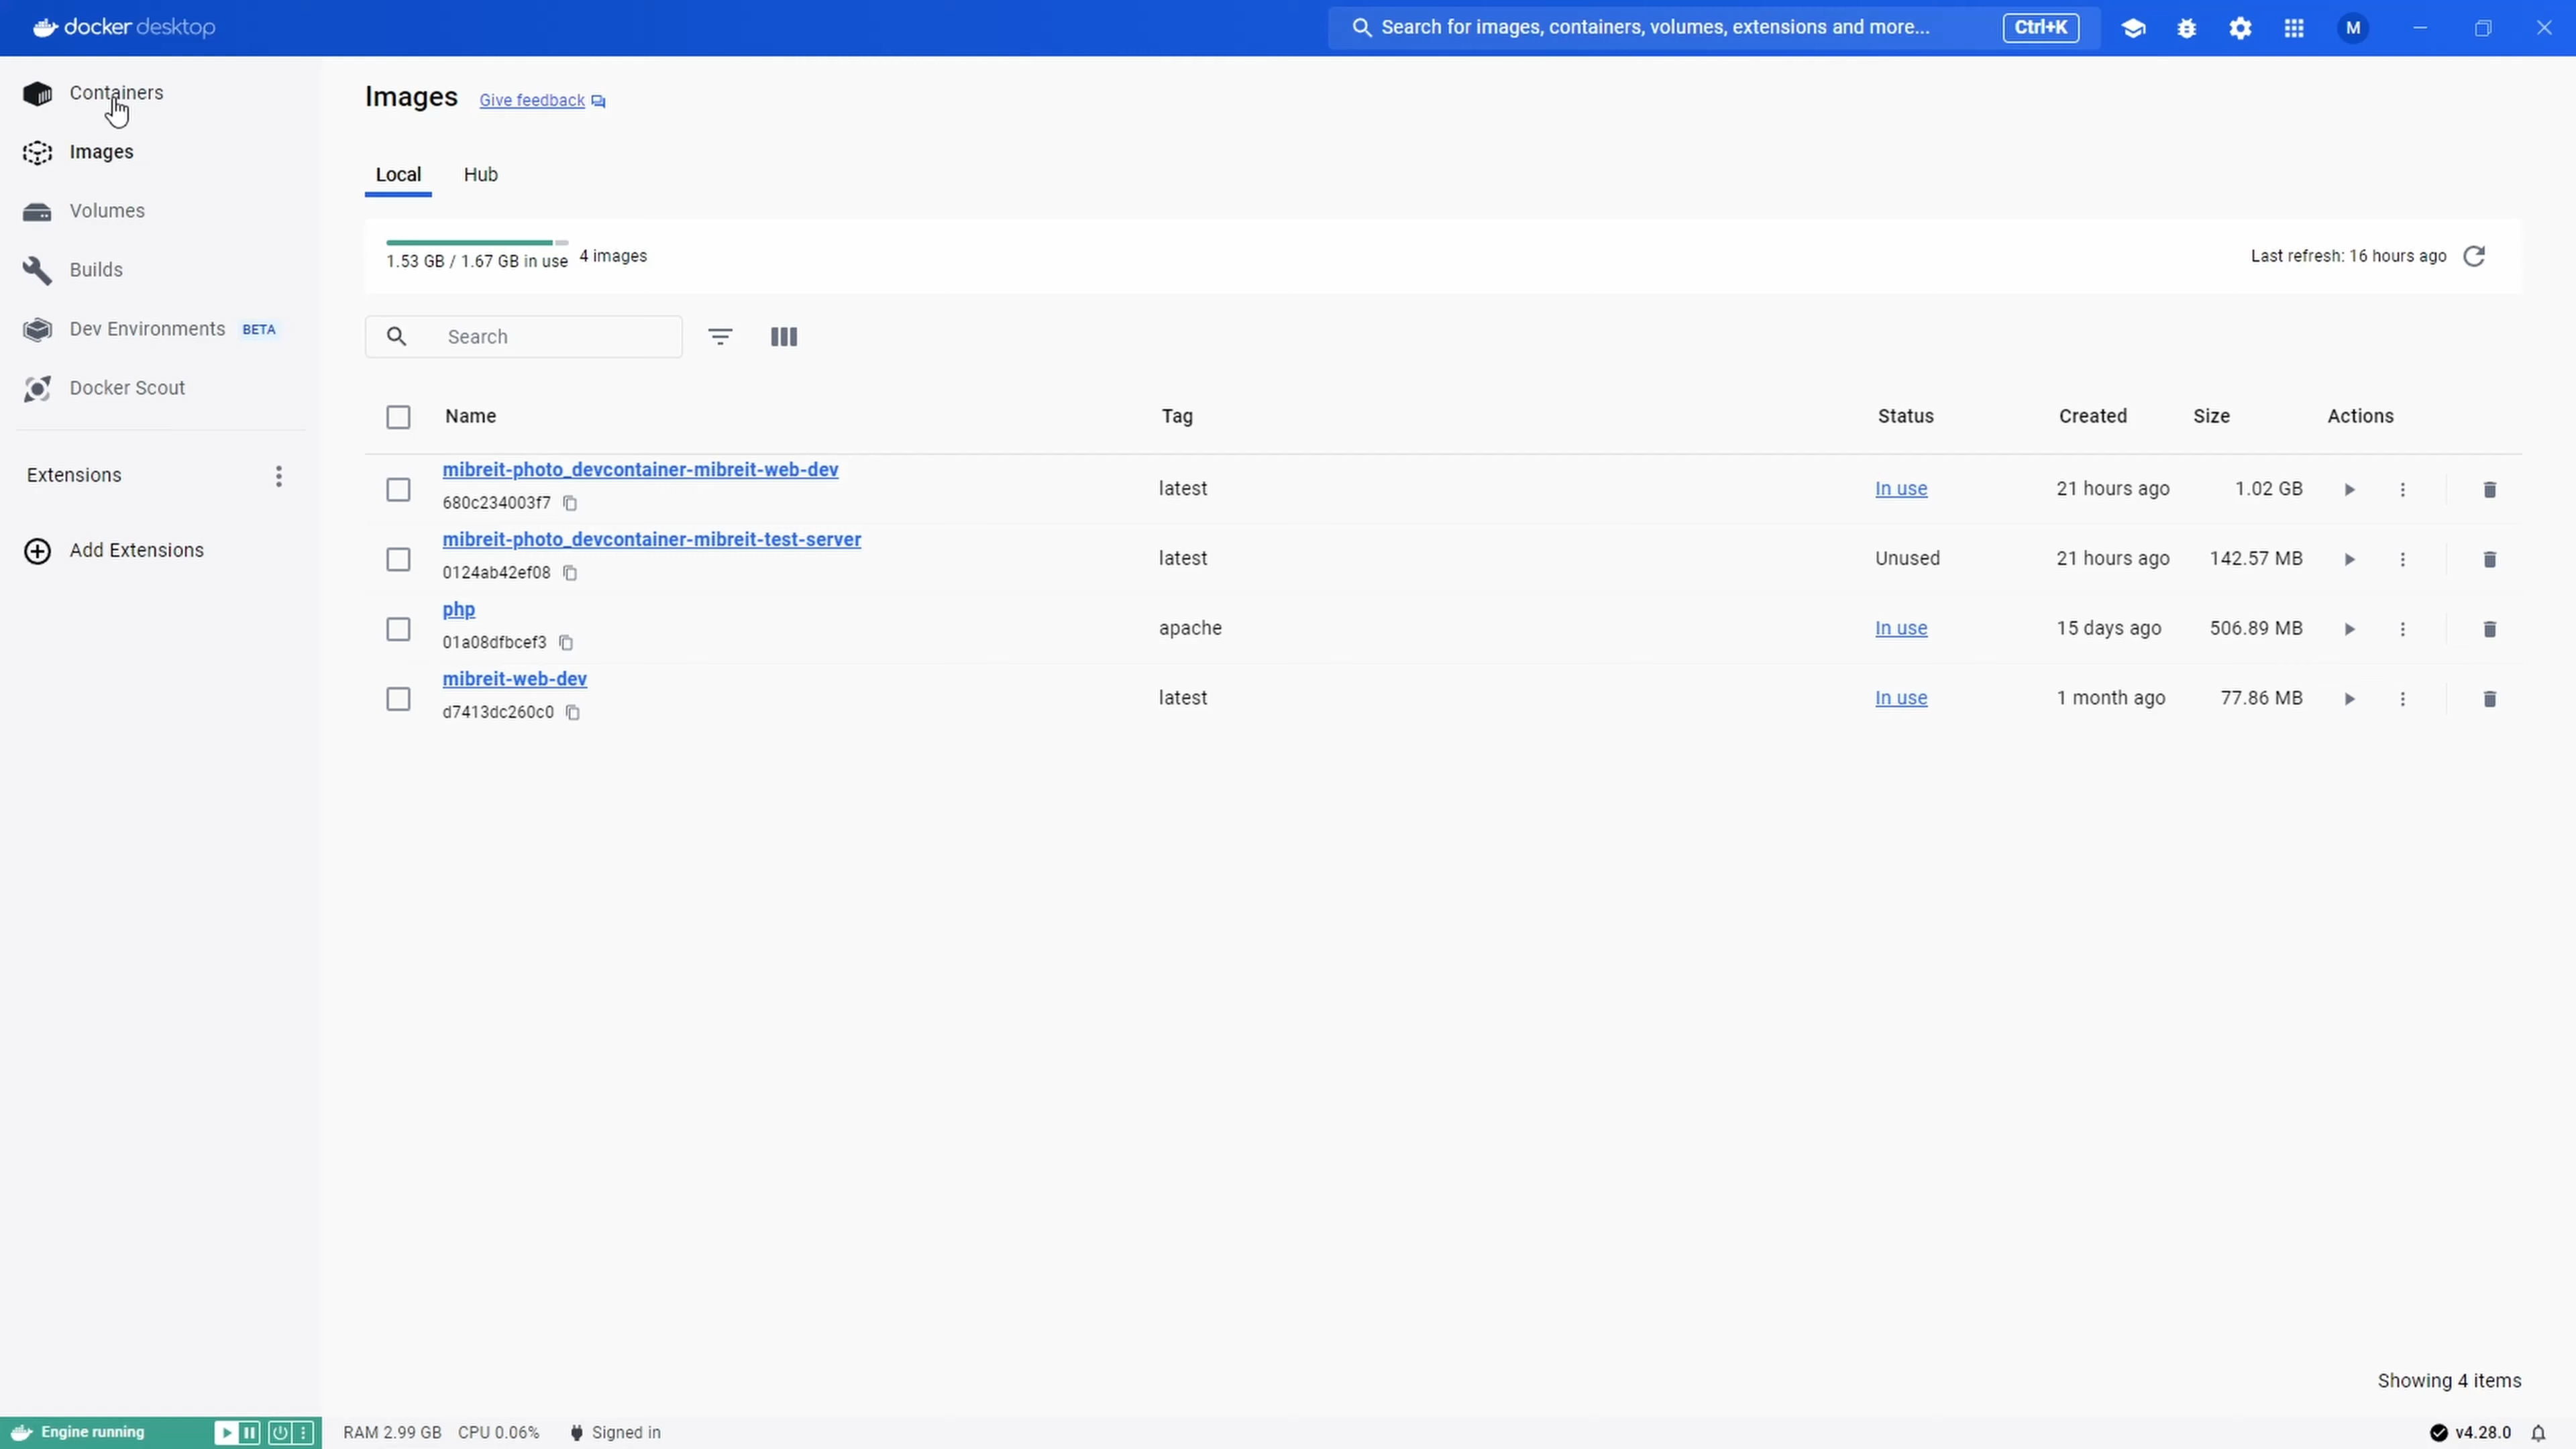 docker desktop
Search for images, containers, volumes, extensions and more... Ctrl+K
M
Containers
Images
Volumes
Builds
Dev Environments BETA
Docker Scout
Extensions
Add Extensions
Images Give feedback
Local Hub
1.53 GB / 1.67 GB in use 4 images
Last refresh: 16 hours ago
Search
Name Tag Status Created Size Actions
mibreit-photo_devcontainer-mibreit-web-dev
680c234003f7
latest In use 21 hours ago 1.02 GB
mibreit-photo_devcontainer-mibreit-test-server
0124ab42ef08
latest Unused 21 hours ago 142.57 MB
php
01a08dfbcef3
apache In use 15 days ago 506.89 MB
mibreit-web-dev
d7413dc260c0
latest In use 1 month ago 77.86 MB
Showing 4 items
Engine running
RAM 2.99 GB CPU 0.06% Signed in
v4.28.0